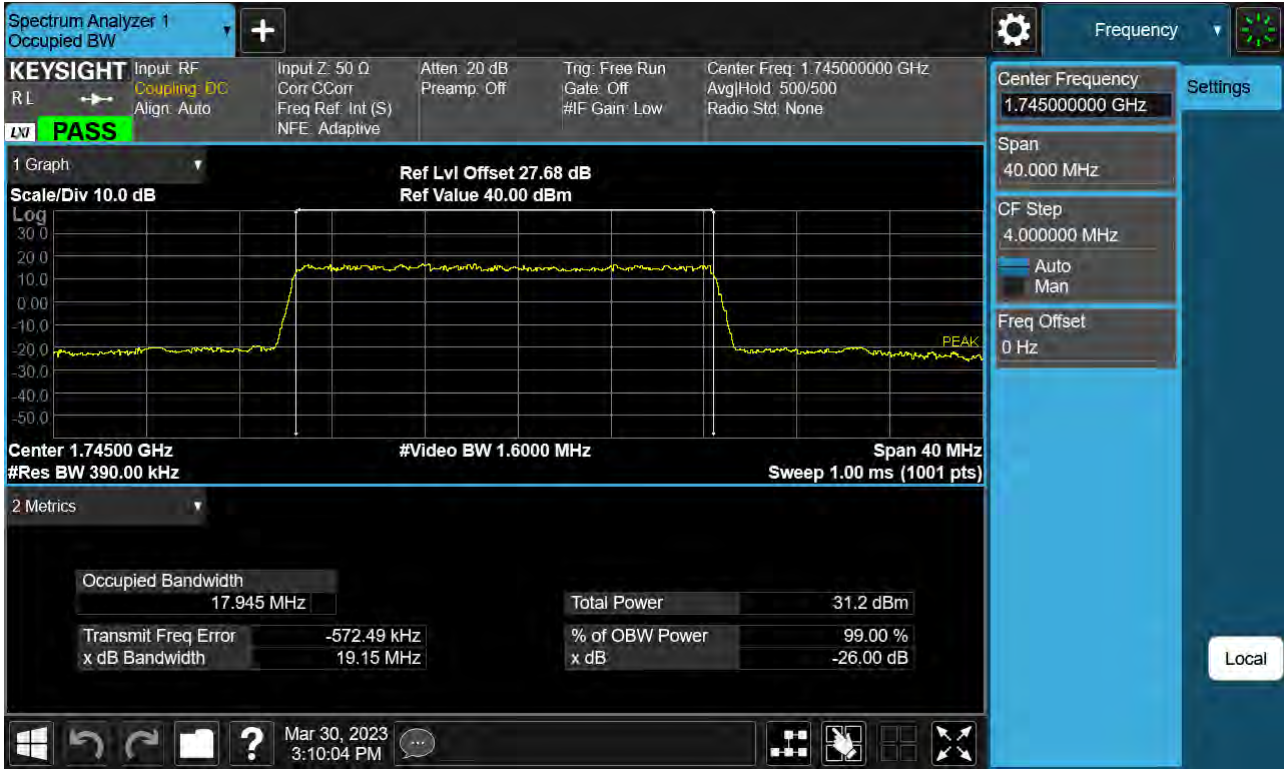 Spectrum Analyzer 1
Occupied BW
+
Frequency
KEYSIGHT
RL
LXI
PASS
Input: RF
Coupling: DC
Align: Auto
Input Z: 50 Ω
Corr CCorr
Freq Ref: Int (S)
NFE: Adaptive
Atten: 20 dB
Preamp: Off
Trig: Free Run
Gate: Off
#IF Gain: Low
Center Freq: 1.745000000 GHz
Avg|Hold: 500/500
Radio Std: None
1 Graph
Scale/Div 10.0 dB
Ref Lvl Offset 27.68 dB
Ref Value 40.00 dBm
Log
30.0
20.0
10.0
0.00
-10.0
-20.0
-30.0
-40.0
-50.0
PEAK
Center 1.74500 GHz
#Video BW 1.6000 MHz
Span 40 MHz
#Res BW 390.00 kHz
Sweep 1.00 ms (1001 pts)
2 Metrics
Occupied Bandwidth
17.945 MHz
Total Power 31.2 dBm
Transmit Freq Error -572.49 kHz
% of OBW Power 99.00 %
x dB Bandwidth 19.15 MHz
x dB -26.00 dB
Center Frequency
1.745000000 GHz
Settings
Span
40.000 MHz
CF Step
4.000000 MHz
Auto
Man
Freq Offset
0 Hz
Local
?
Mar 30, 2023
3:10:04 PM